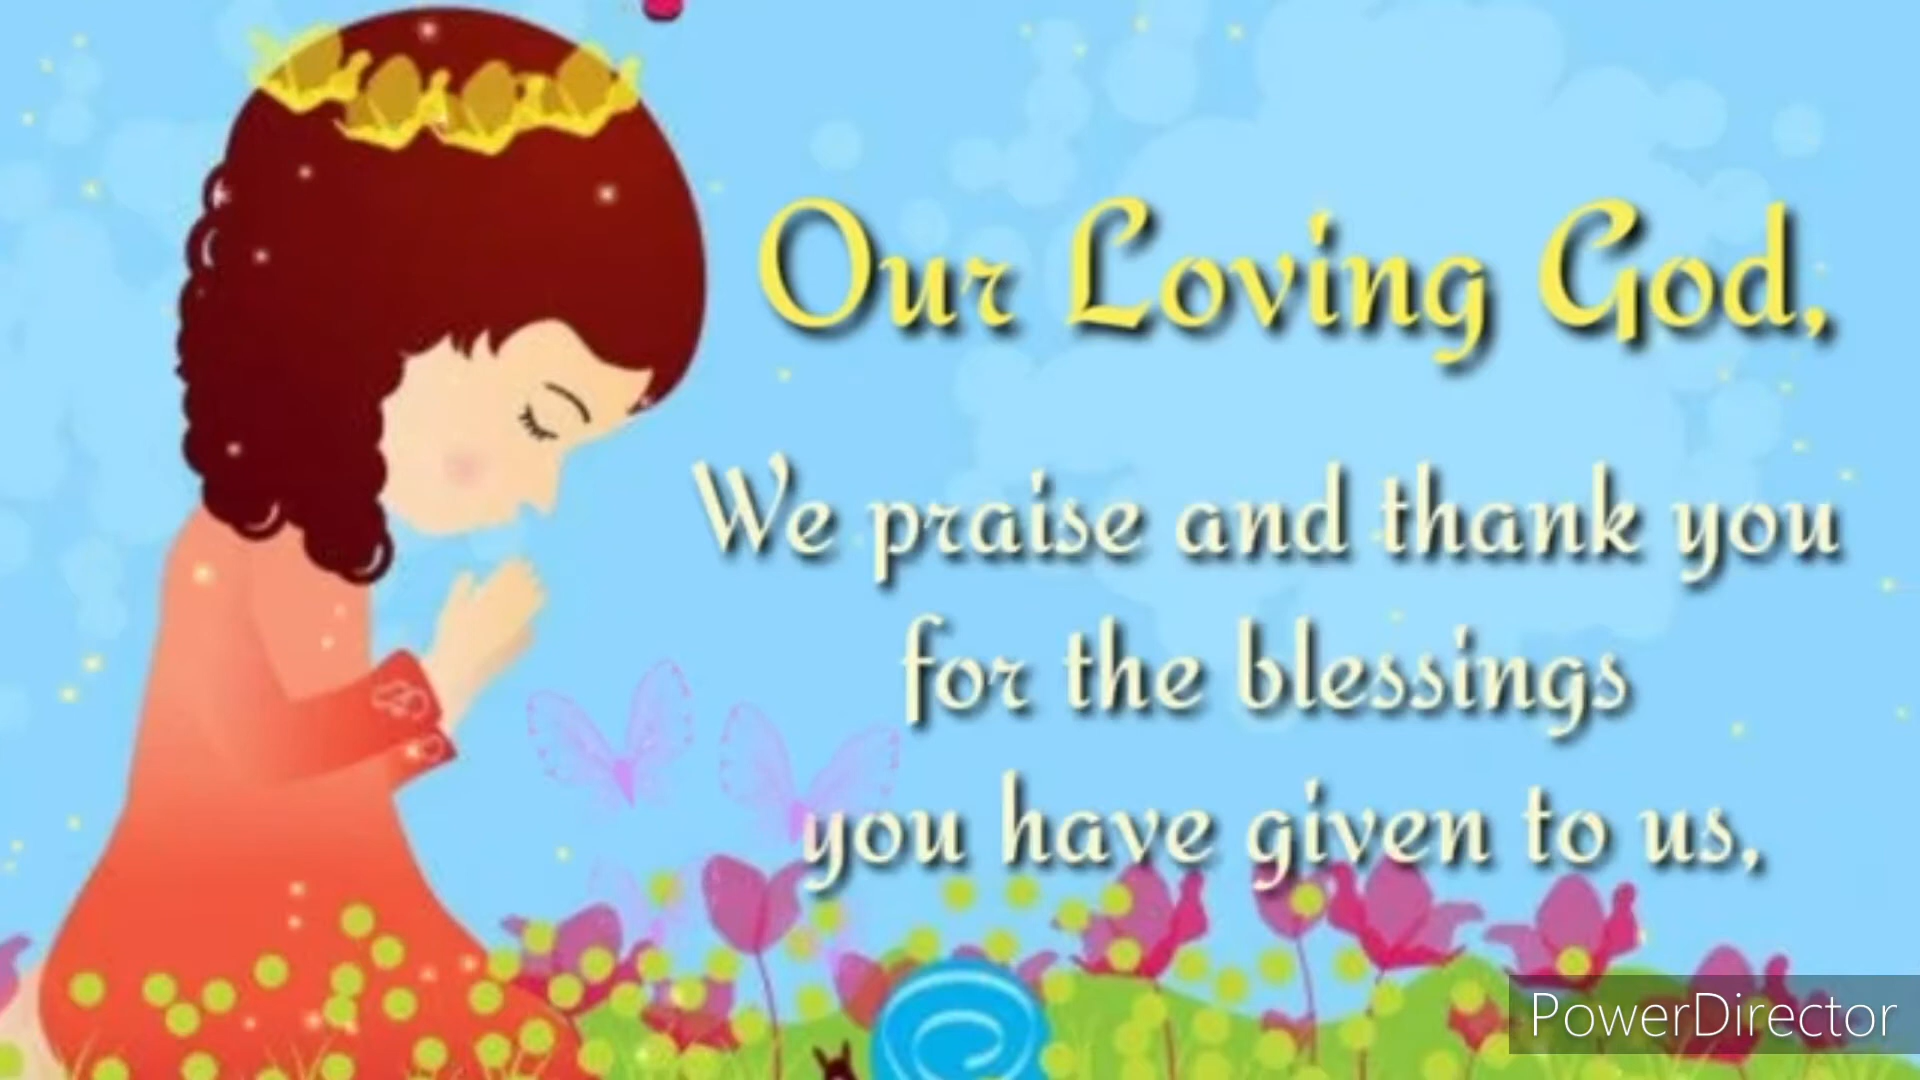 Our Loving God,
We praise and thank you
for the blessings
you have given to us,
PowerDirector